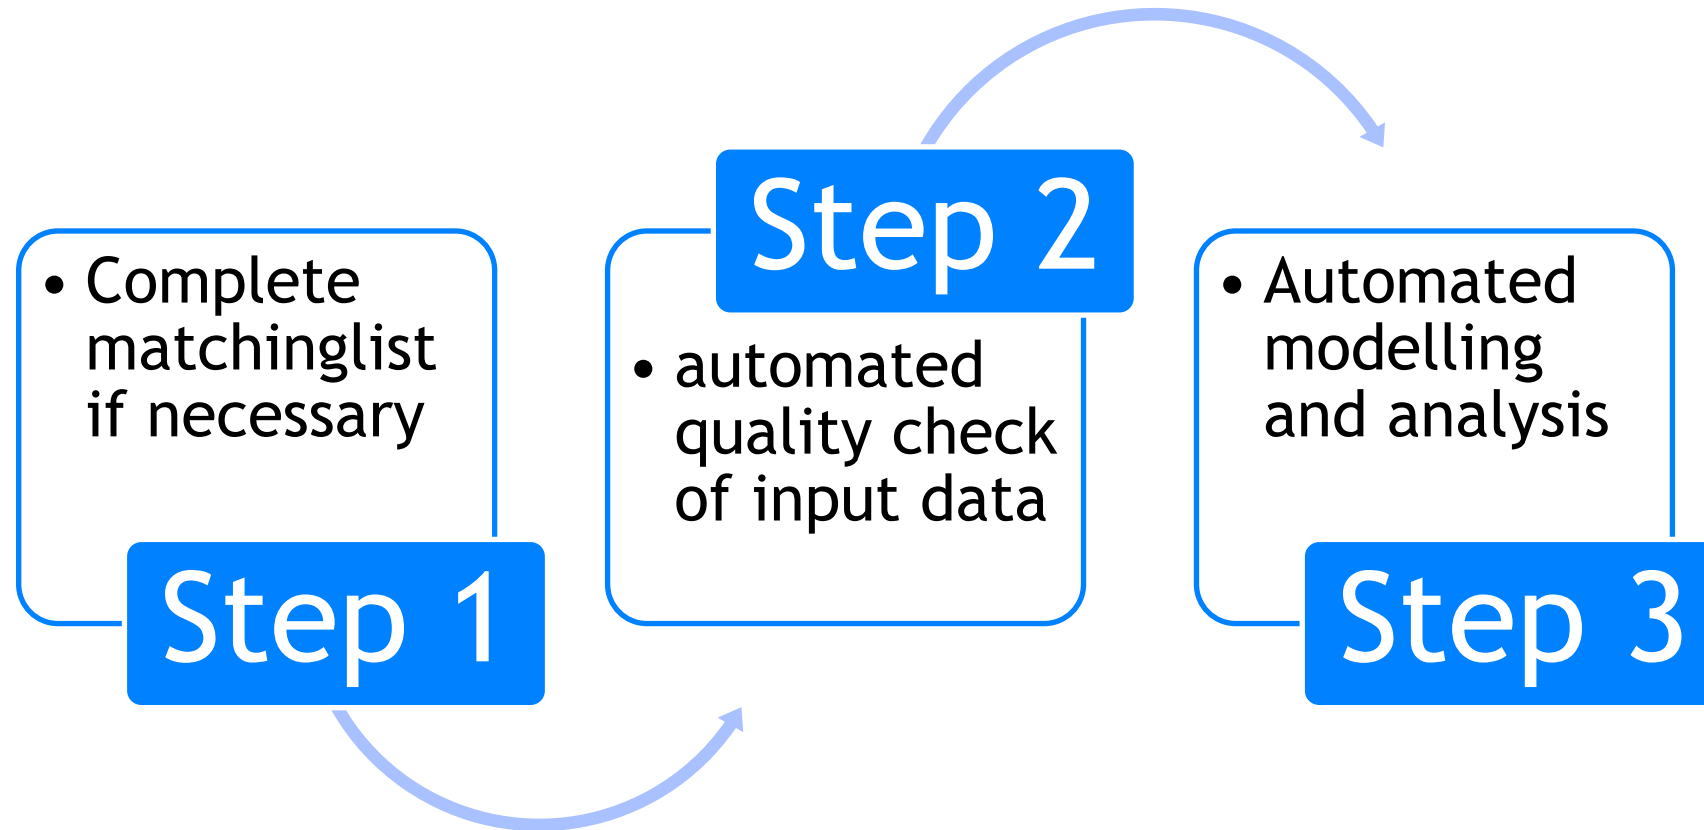 • Complete
matchinglist
if necessary
Step 1
Step 2
• automated
quality check
of input data
• Automated
modelling
and analysis
Step 3